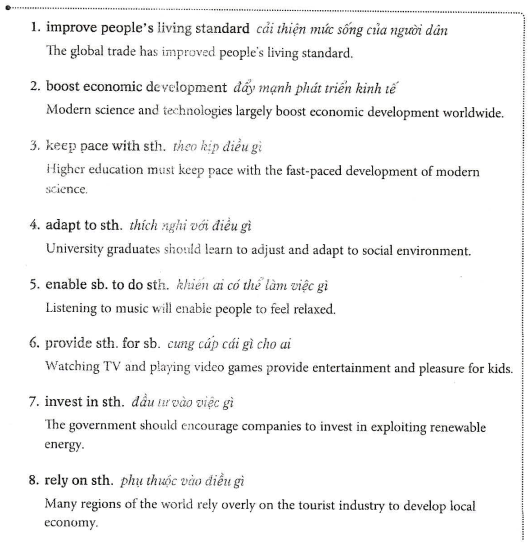 1. improve people's living standard cải thiện mức sống của người dân
The global trade has improved people's living standard.
2. boost economic development đẩy mạnh phát triển kinh tế
Modern science and technologies largely boost economic development worldwide.
3. keep pace with sth. theo kịp điều gì
Higher education must keep pace with the fast-paced development of modern
science.
4. adapt to sth. thích nghi với điều gì
University graduates should learn to adjust and adapt to social environment.
5. enable sb. to do sth. khiến ai có thể làm việc gì
Listening to music will enable people to feel relaxed.
6. provide sth. for sb. cung cấp cái gì cho ai
Watching TV and playing video games provide entertainment and pleasure for kids.
7. invest in sth. đầu tư vào việc gì
The government should encourage companies to invest in exploiting renewable
energy.
8. rely on sth. phụ thuộc vào điều gì
Many regions of the world rely overly on the tourist industry to develop local
economy.